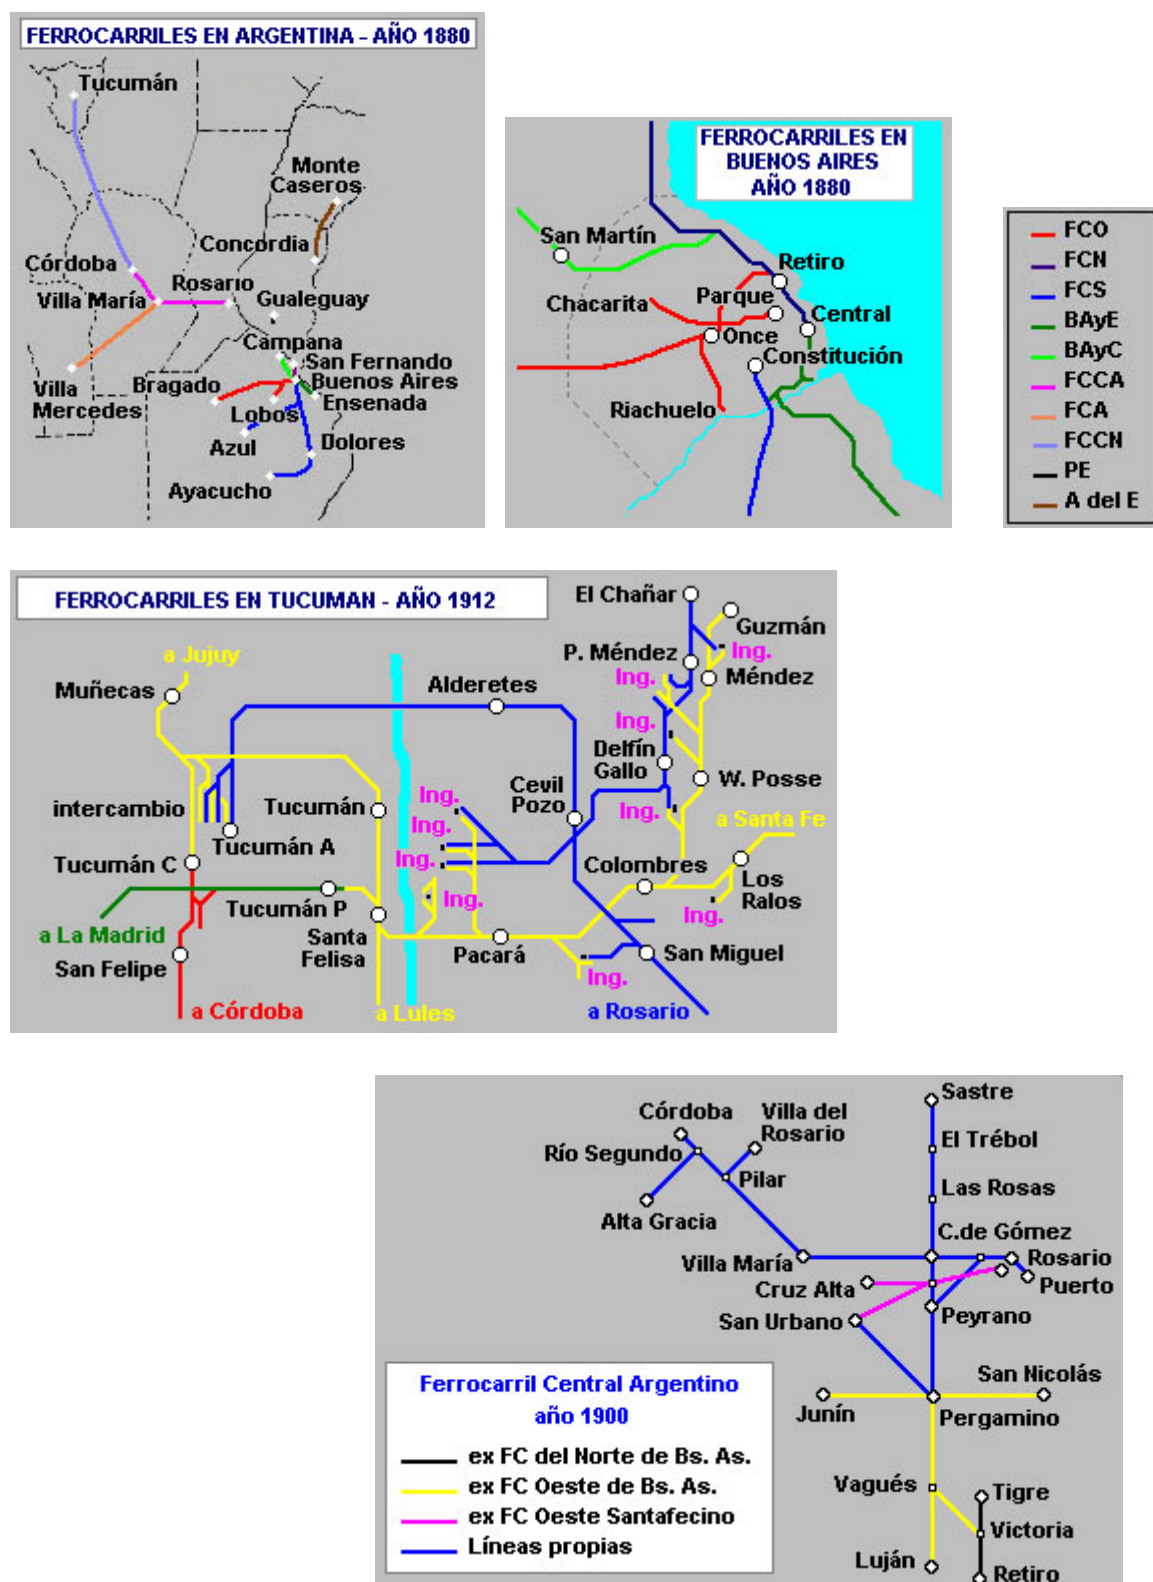 FERROCARRILES EN ARGENTINA - AÑO 1880
Tucumán
Monte
Caseros
Concordia
Córdoba
Rosario
Villa María
Gualeguay
Campana
San Fernando
Bragado
Buenos Aires
Villa
Mercedes
Lobos
Ensenada
Azul
Dolores
Ayacucho
FERROCARRILES EN
BUENOS AIRES
AÑO 1880
San Martín
Retiro
Chacarita
Parque
Central
Once
Constitución
Riachuelo
FCO
FCN
FCS
BAyE
BAyC
FCCA
FCA
FCCN
PE
A del E
FERROCARRILES EN TUCUMAN - AÑO 1912
El Chañar
Guzmán
a Jujuy
P. Méndez
Ing.
Muñecas
Alderetes
Ing.
Méndez
Ing.
Delfín
Gallo
W. Posse
intercambio
Tucumán
Ing.
Cevil
Pozo
Ing.
a Santa Fe
Ing.
Tucumán A
Tucumán C
Ing.
Colombres
Los
Ralos
Tucumán P
Ing.
Ing.
a La Madrid
Santa
Felisa
Pacará
San Miguel
San Felipe
Ing.
a Córdoba
a Lules
a Rosario
Sastre
Córdoba
Villa del
Rosario
El Trébol
Río Segundo
Pilar
Las Rosas
Alta Gracia
C.de Gómez
Villa María
Rosario
Cruz Alta
Puerto
San Urbano
Peyrano
San Nicolás
Junín
Pergamino
Ferrocarril Central Argentino
año 1900
ex FC del Norte de Bs. As.
ex FC Oeste de Bs. As.
ex FC Oeste Santafecino
Líneas propias
Vagués
Tigre
Victoria
Luján
Retiro